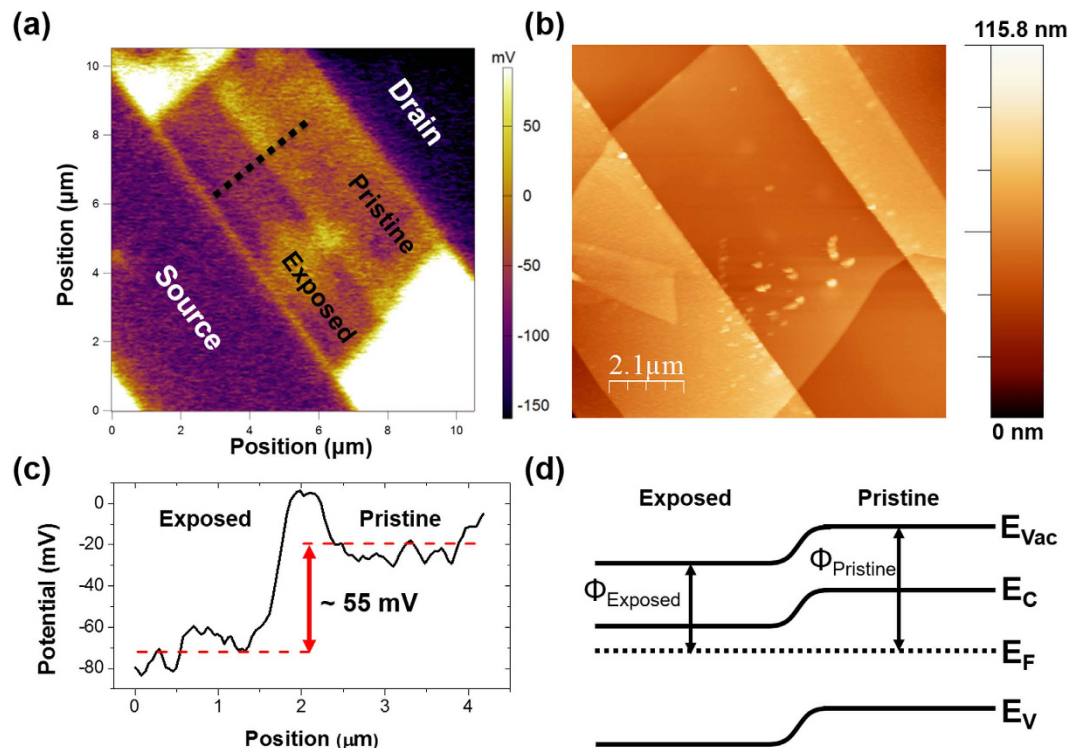 (a)
mV
10
8
6
4
2
0
0
2
4
6
8
10
Position (µm)
Position (µm)
50
0
-50
-100
-150
Drain
Pristine
Exposed
Source
(b)
2.1µm
115.8 nm
0 nm
(c)
Exposed
Pristine
~ 55 mV
0
-20
-40
-60
-80
Potential (mV)
0
1
2
3
4
Position (µm)
(d)
Exposed
Pristine
ΦExposed
ΦPristine
EVac
EC
EF
EV